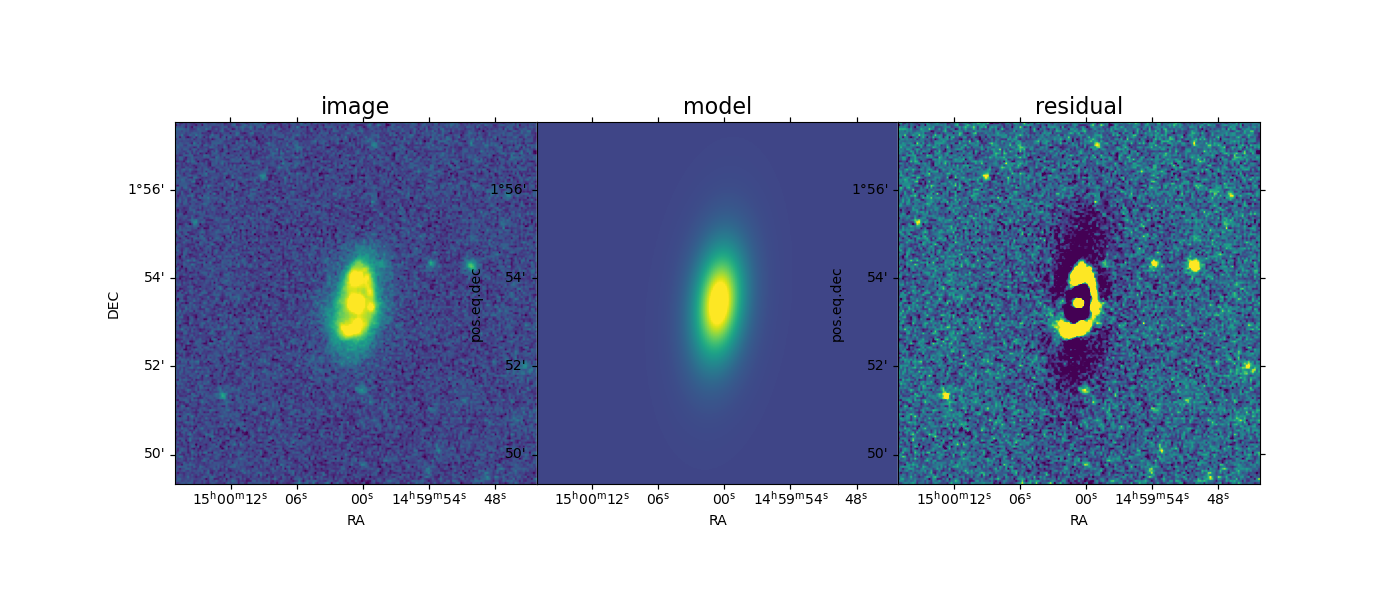 image model residual
1°56' 1°56' 1°56'
54' 54' 54'
DEC pos.eq.dec pos.eq.dec
52' 52' 52'
50' 50' 50'
15ʰ00ᵐ12ˢ 06ˢ 00ˢ 14ʰ59ᵐ54ˢ 48ˢ 15ʰ00ᵐ12ˢ 06ˢ 00ˢ 14ʰ59ᵐ54ˢ 48ˢ 15ʰ00ᵐ12ˢ 06ˢ 00ˢ 14ʰ59ᵐ54ˢ 48ˢ
RA RA RA